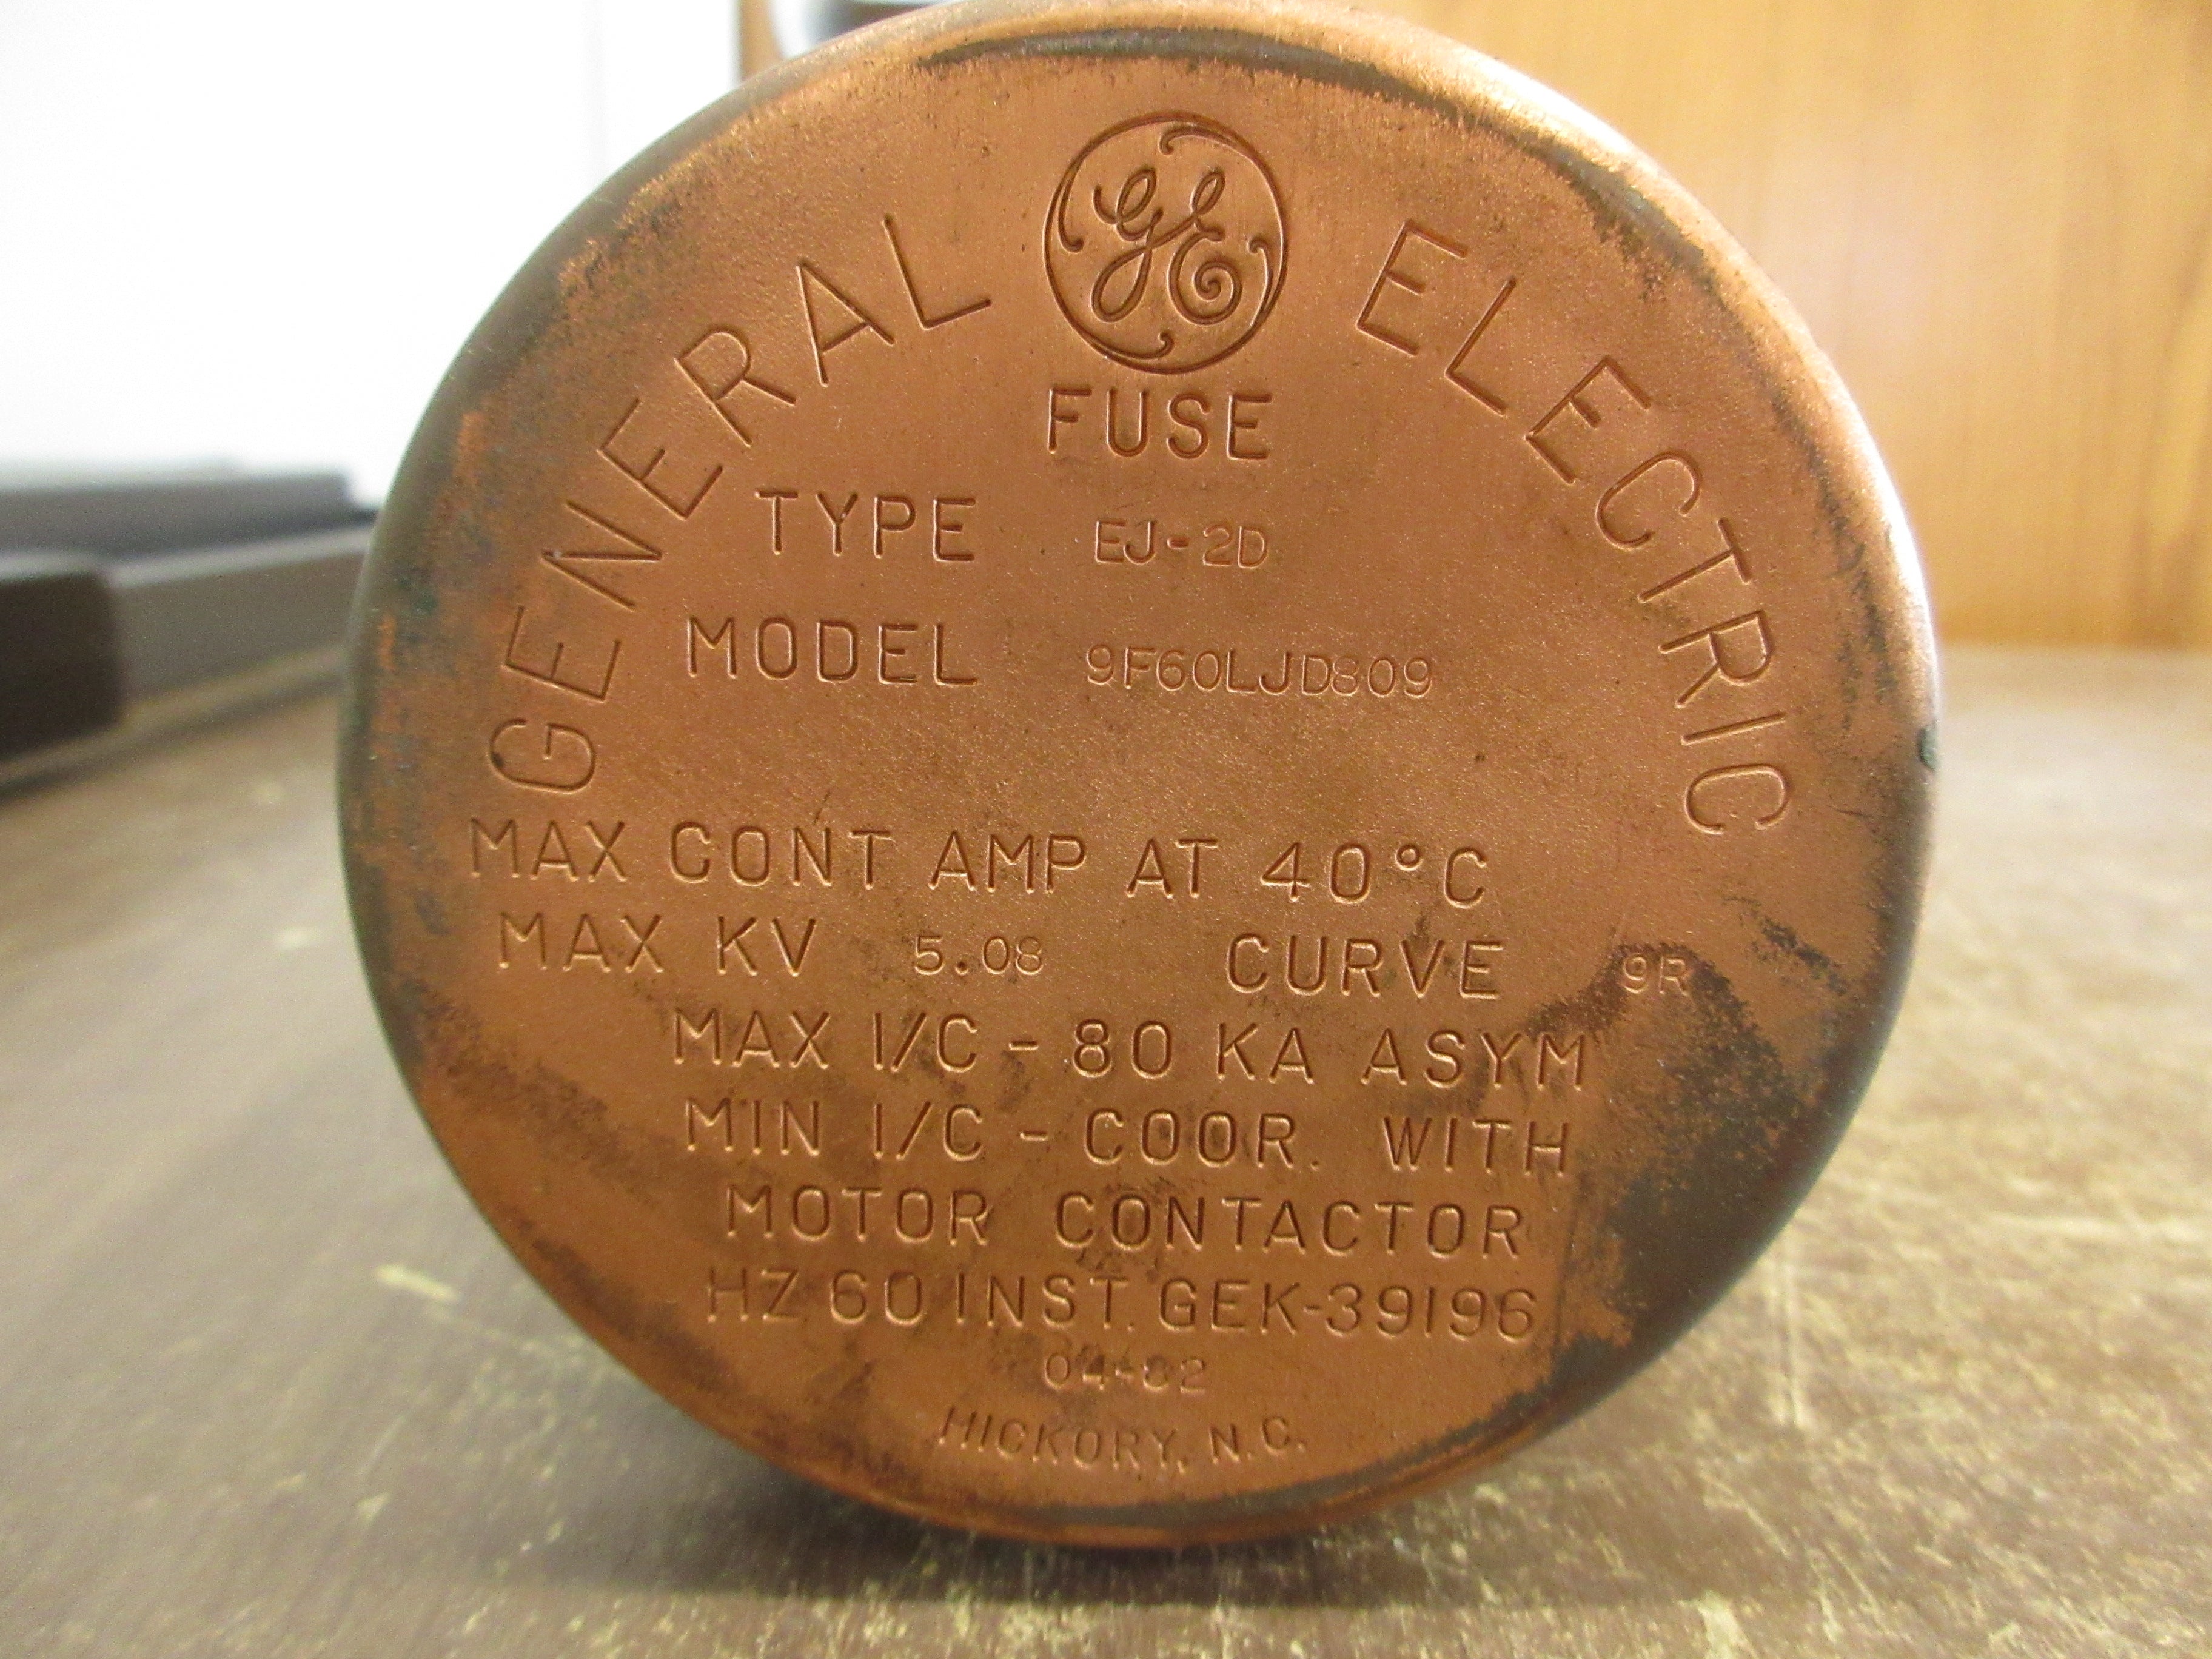 GENERAL GE ELECTRIC
FUSE
TYPE EJ-2D
MODEL 9F60LJD809
MAX CONT AMP AT 40°C
MAX KV 5.08 CURVE 9R
MAX I/C - 80 KA ASYM
MIN I/C - COOR. WITH
MOTOR CONTACTOR
HZ 60 INST. GEK-39196
04-82
HICKORY, N.C.